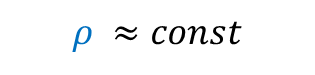 ρ ≈ const